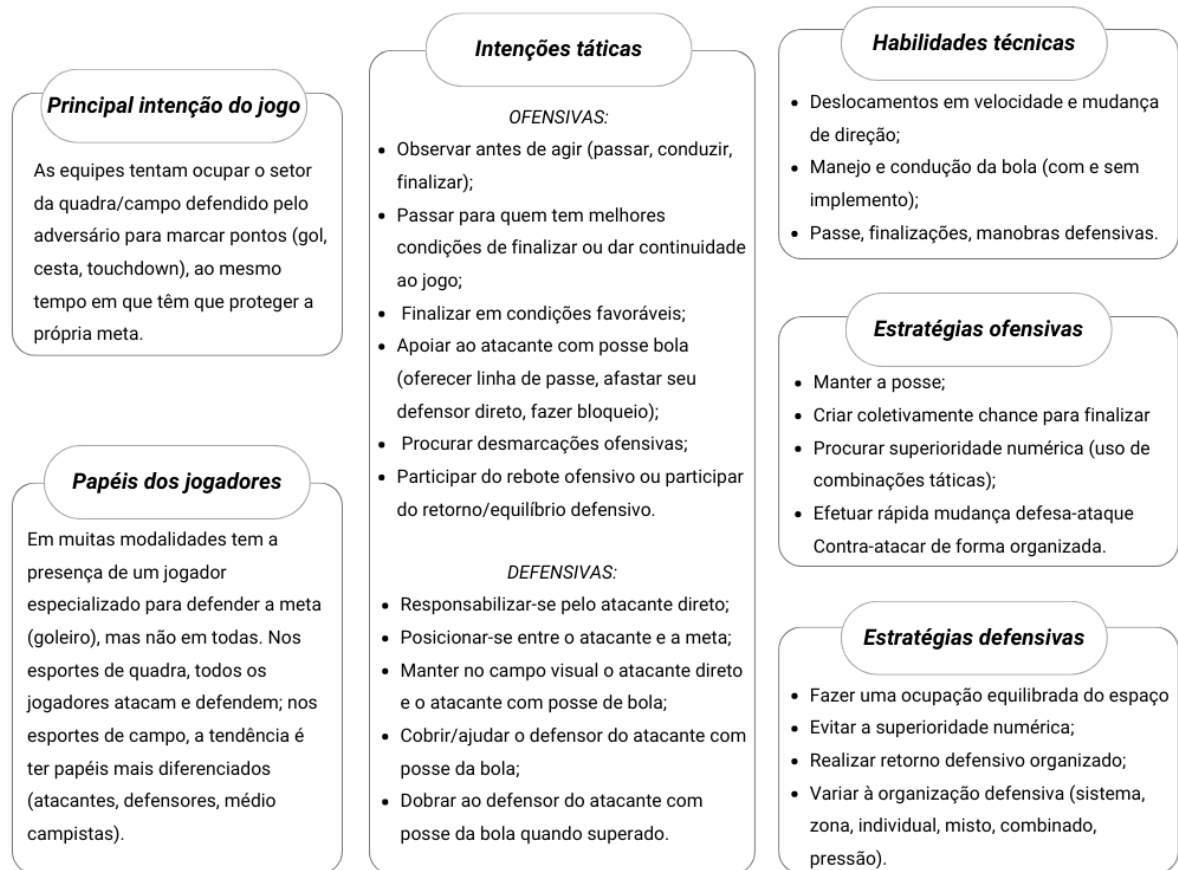 Principal intenção do jogo
As equipes tentam ocupar o setor
da quadra/campo defendido pelo
adversário para marcar pontos (gol,
cesta, touchdown), ao mesmo
tempo em que têm que proteger a
própria meta.
Papéis dos jogadores
Em muitas modalidades tem a
presença de um jogador
especializado para defender a meta
(goleiro), mas não em todas. Nos
esportes de quadra, todos os
jogadores atacam e defendem; nos
esportes de campo, a tendência é
ter papéis mais diferenciados
(atacantes, defensores, médio
campistas).
Intenções táticas
OFENSIVAS:
• Observar antes de agir (passar, conduzir,
finalizar);
• Passar para quem tem melhores
condições de finalizar ou dar continuidade
ao jogo;
• Finalizar em condições favoráveis;
• Apoiar ao atacante com posse bola
(oferecer linha de passe, afastar seu
defensor direto, fazer bloqueio);
• Procurar desmarcações ofensivas;
• Participar do rebote ofensivo ou participar
do retorno/equilíbrio defensivo.
DEFENSIVAS:
• Responsabilizar-se pelo atacante direto;
• Posicionar-se entre o atacante e a meta;
• Manter no campo visual o atacante direto
e o atacante com posse de bola;
• Cobrir/ajudar o defensor do atacante com
posse da bola;
• Dobrar ao defensor do atacante com
posse da bola quando superado.
Habilidades técnicas
• Deslocamentos em velocidade e mudança
de direção;
• Manejo e condução da bola (com e sem
implemento);
• Passe, finalizações, manobras defensivas.
Estratégias ofensivas
• Manter a posse;
• Criar coletivamente chance para finalizar
• Procurar superioridade numérica (uso de
combinações táticas);
• Efetuar rápida mudança defesa-ataque
Contra-atacar de forma organizada.
Estratégias defensivas
• Fazer uma ocupação equilibrada do espaço
• Evitar a superioridade numérica;
• Realizar retorno defensivo organizado;
• Variar à organização defensiva (sistema,
zona, individual, misto, combinado,
pressão).